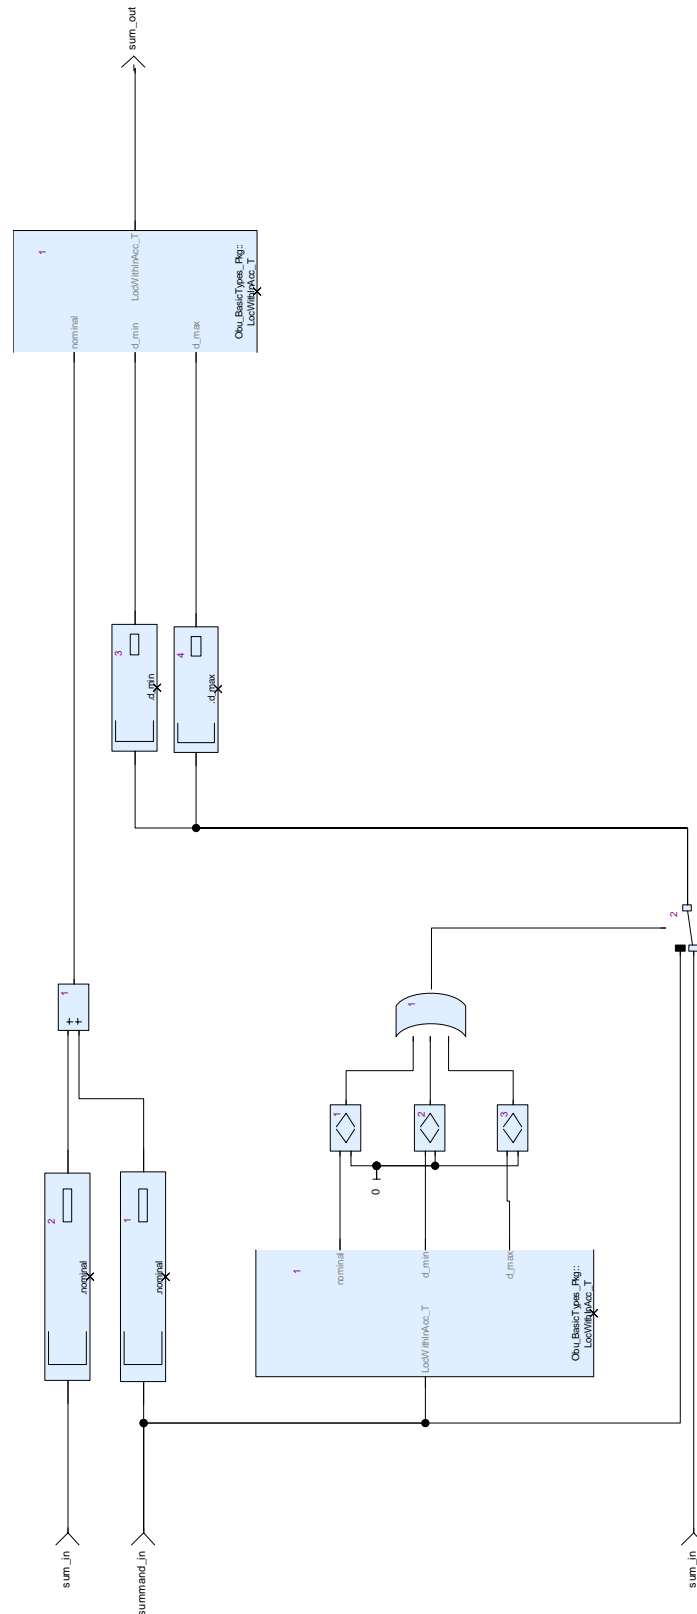 sum_out
1
LocWithInAcc_T
Obu_BasicTypes_Pkg::
LocWithInAcc_T
nominal
d_min
d_max
3
.d_min
4
.d_max
2
1
++
1
1
2
3
0
2
.nominal
1
.nominal
1
nominal
d_min
d_max
LocWithInAcc_T
Obu_BasicTypes_Pkg::
LocWithInAcc_T
sum_in
summand_in
sum_in